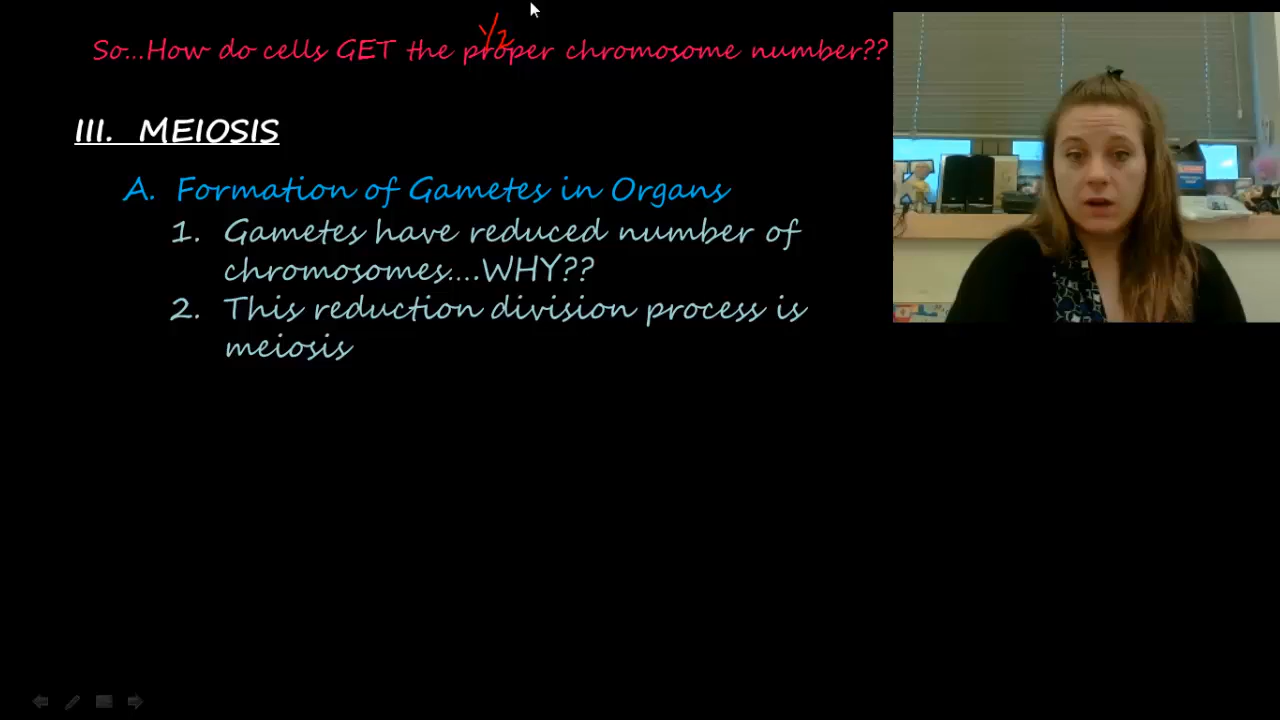 1/2
So...How do cells GET the proper chromosome number??
III. MEIOSIS
A. Formation of Gametes in Organs
1. Gametes have reduced number of
chromosomes....WHY??
2. This reduction division process is
meiosis